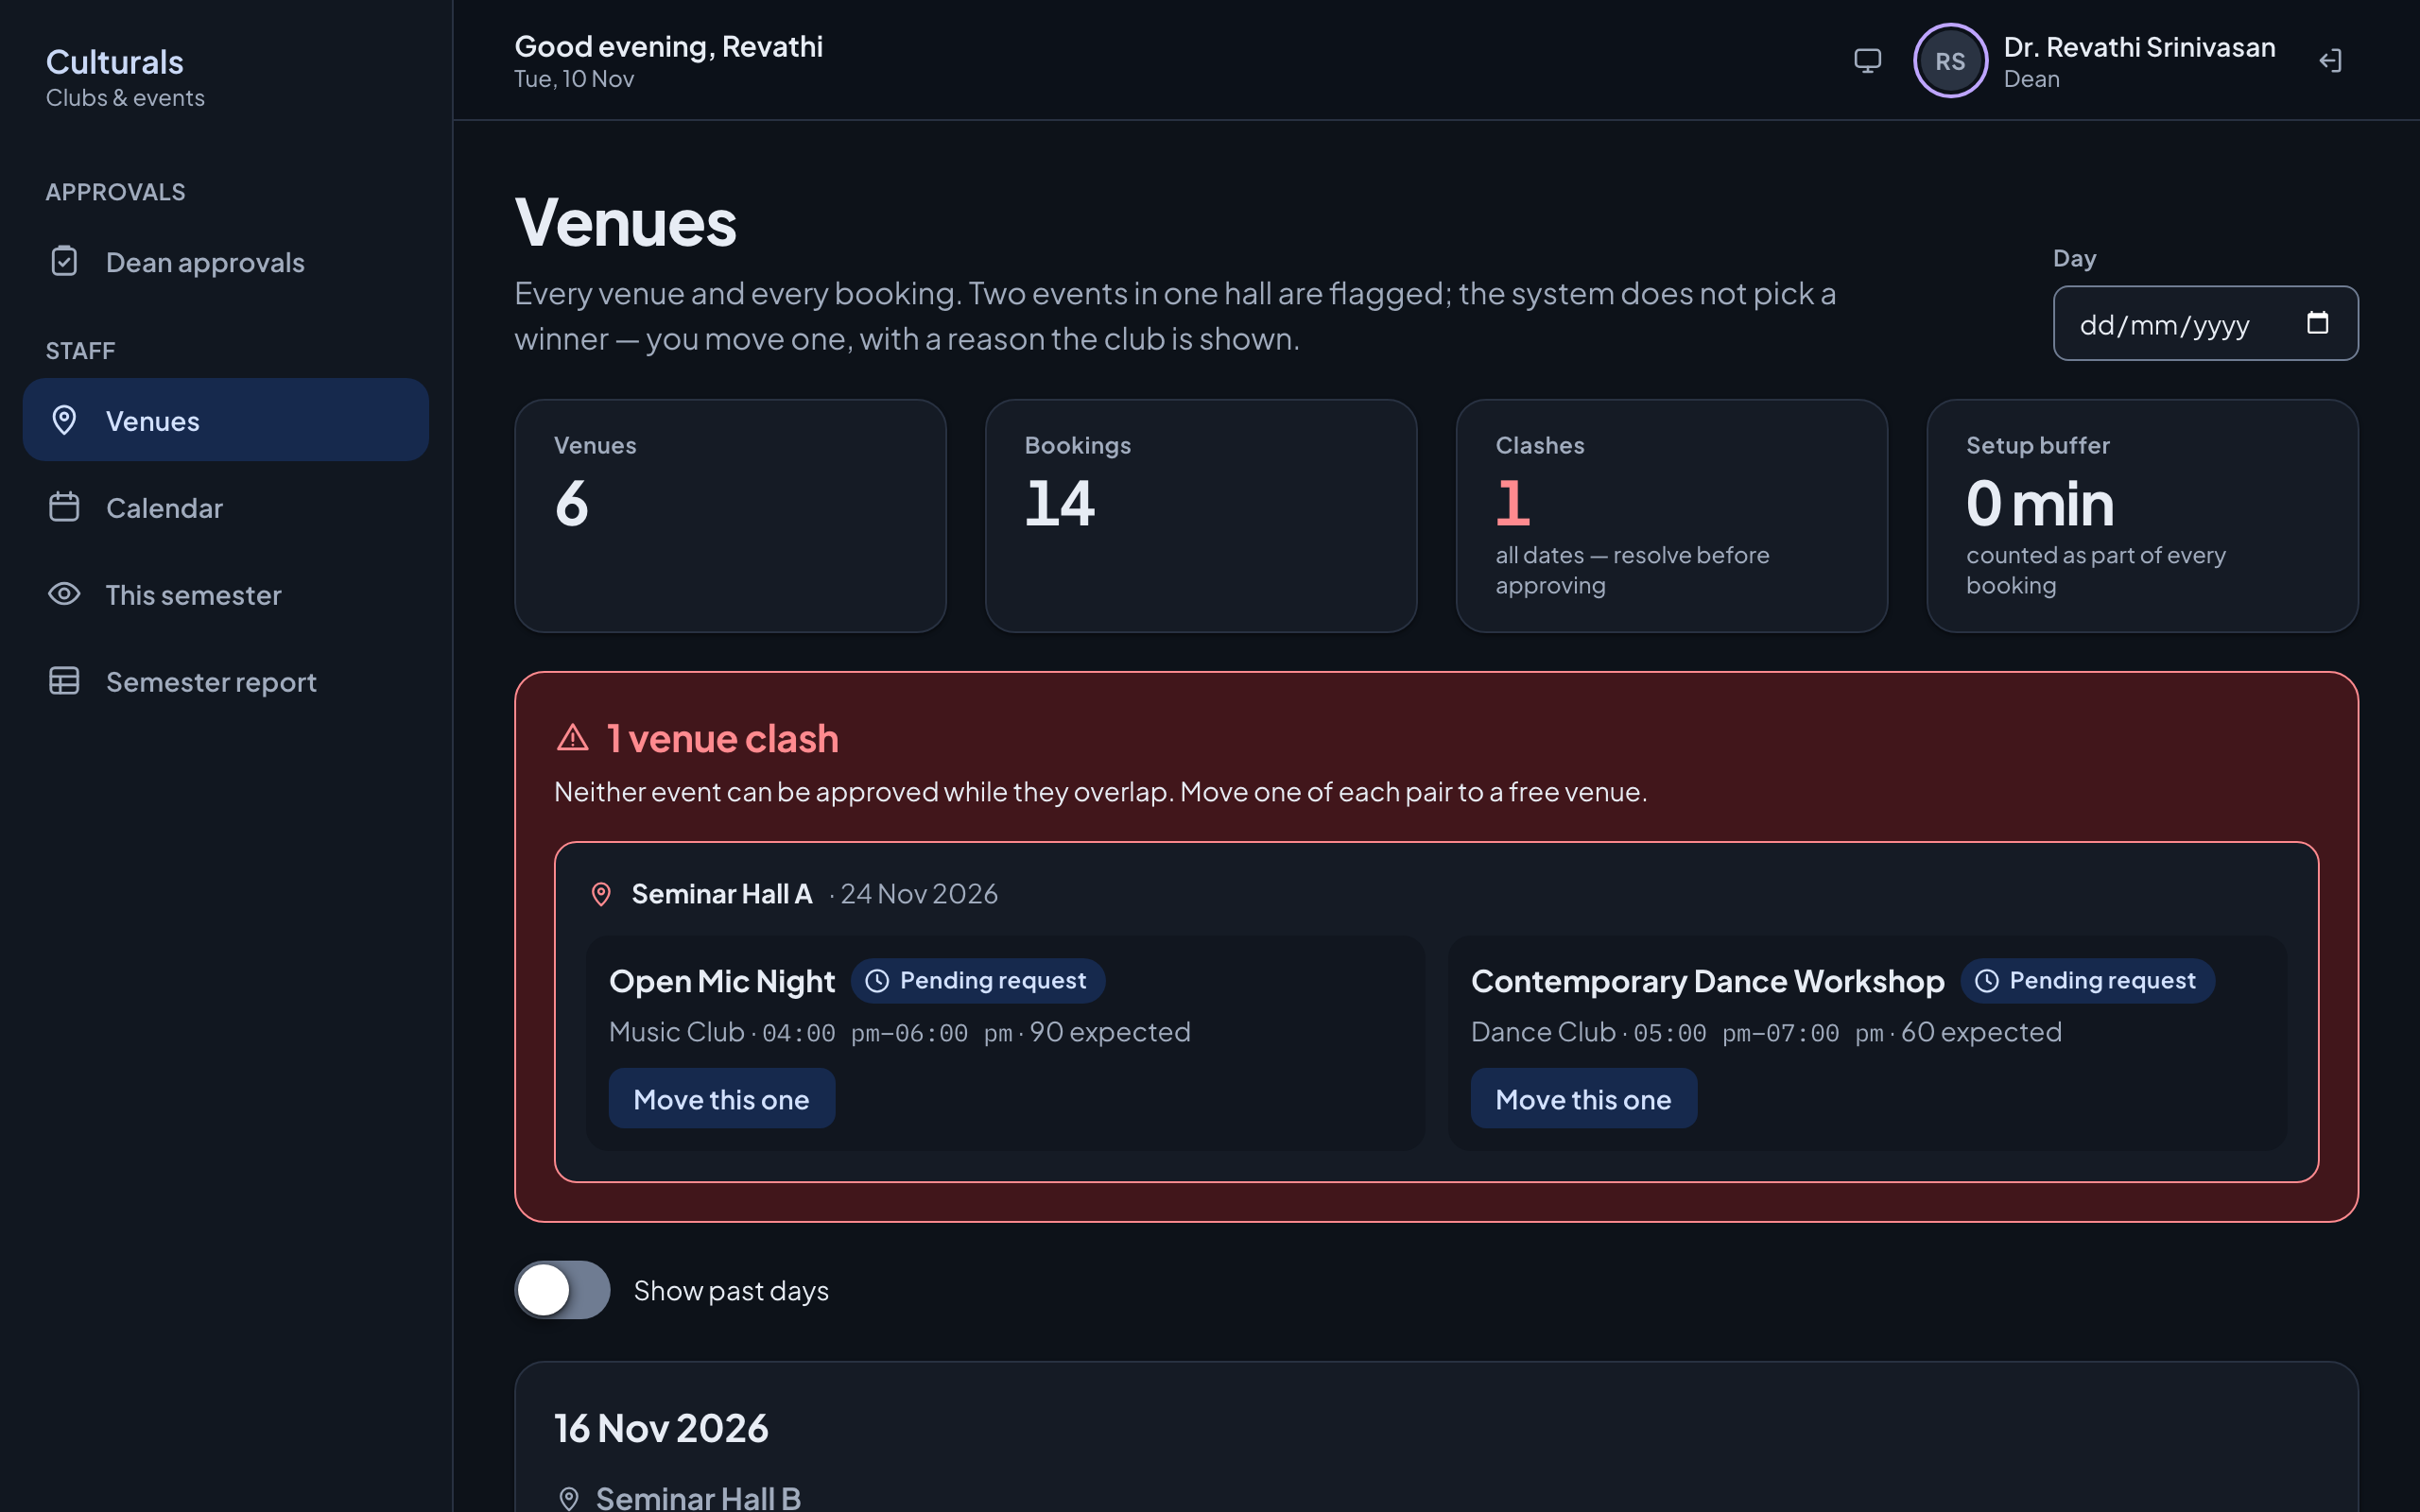 Culturals
Clubs & events
APPROVALS
Dean approvals
STAFF
Venues
Calendar
This semester
Semester report
Good evening, Revathi
Tue, 10 Nov
RS
Dr. Revathi Srinivasan
Dean
Venues
Every venue and every booking. Two events in one hall are flagged; the system does not pick a
winner — you move one, with a reason the club is shown.
Day
dd/mm/yyyy
Venues
6
Bookings
14
Clashes
1
all dates — resolve before
approving
Setup buffer
0 min
counted as part of every
booking
1 venue clash
Neither event can be approved while they overlap. Move one of each pair to a free venue.
Seminar Hall A · 24 Nov 2026
Open Mic Night Pending request
Music Club · 04:00 pm–06:00 pm · 90 expected
Move this one
Contemporary Dance Workshop Pending request
Dance Club · 05:00 pm–07:00 pm · 60 expected
Move this one
Show past days
16 Nov 2026
Seminar Hall B